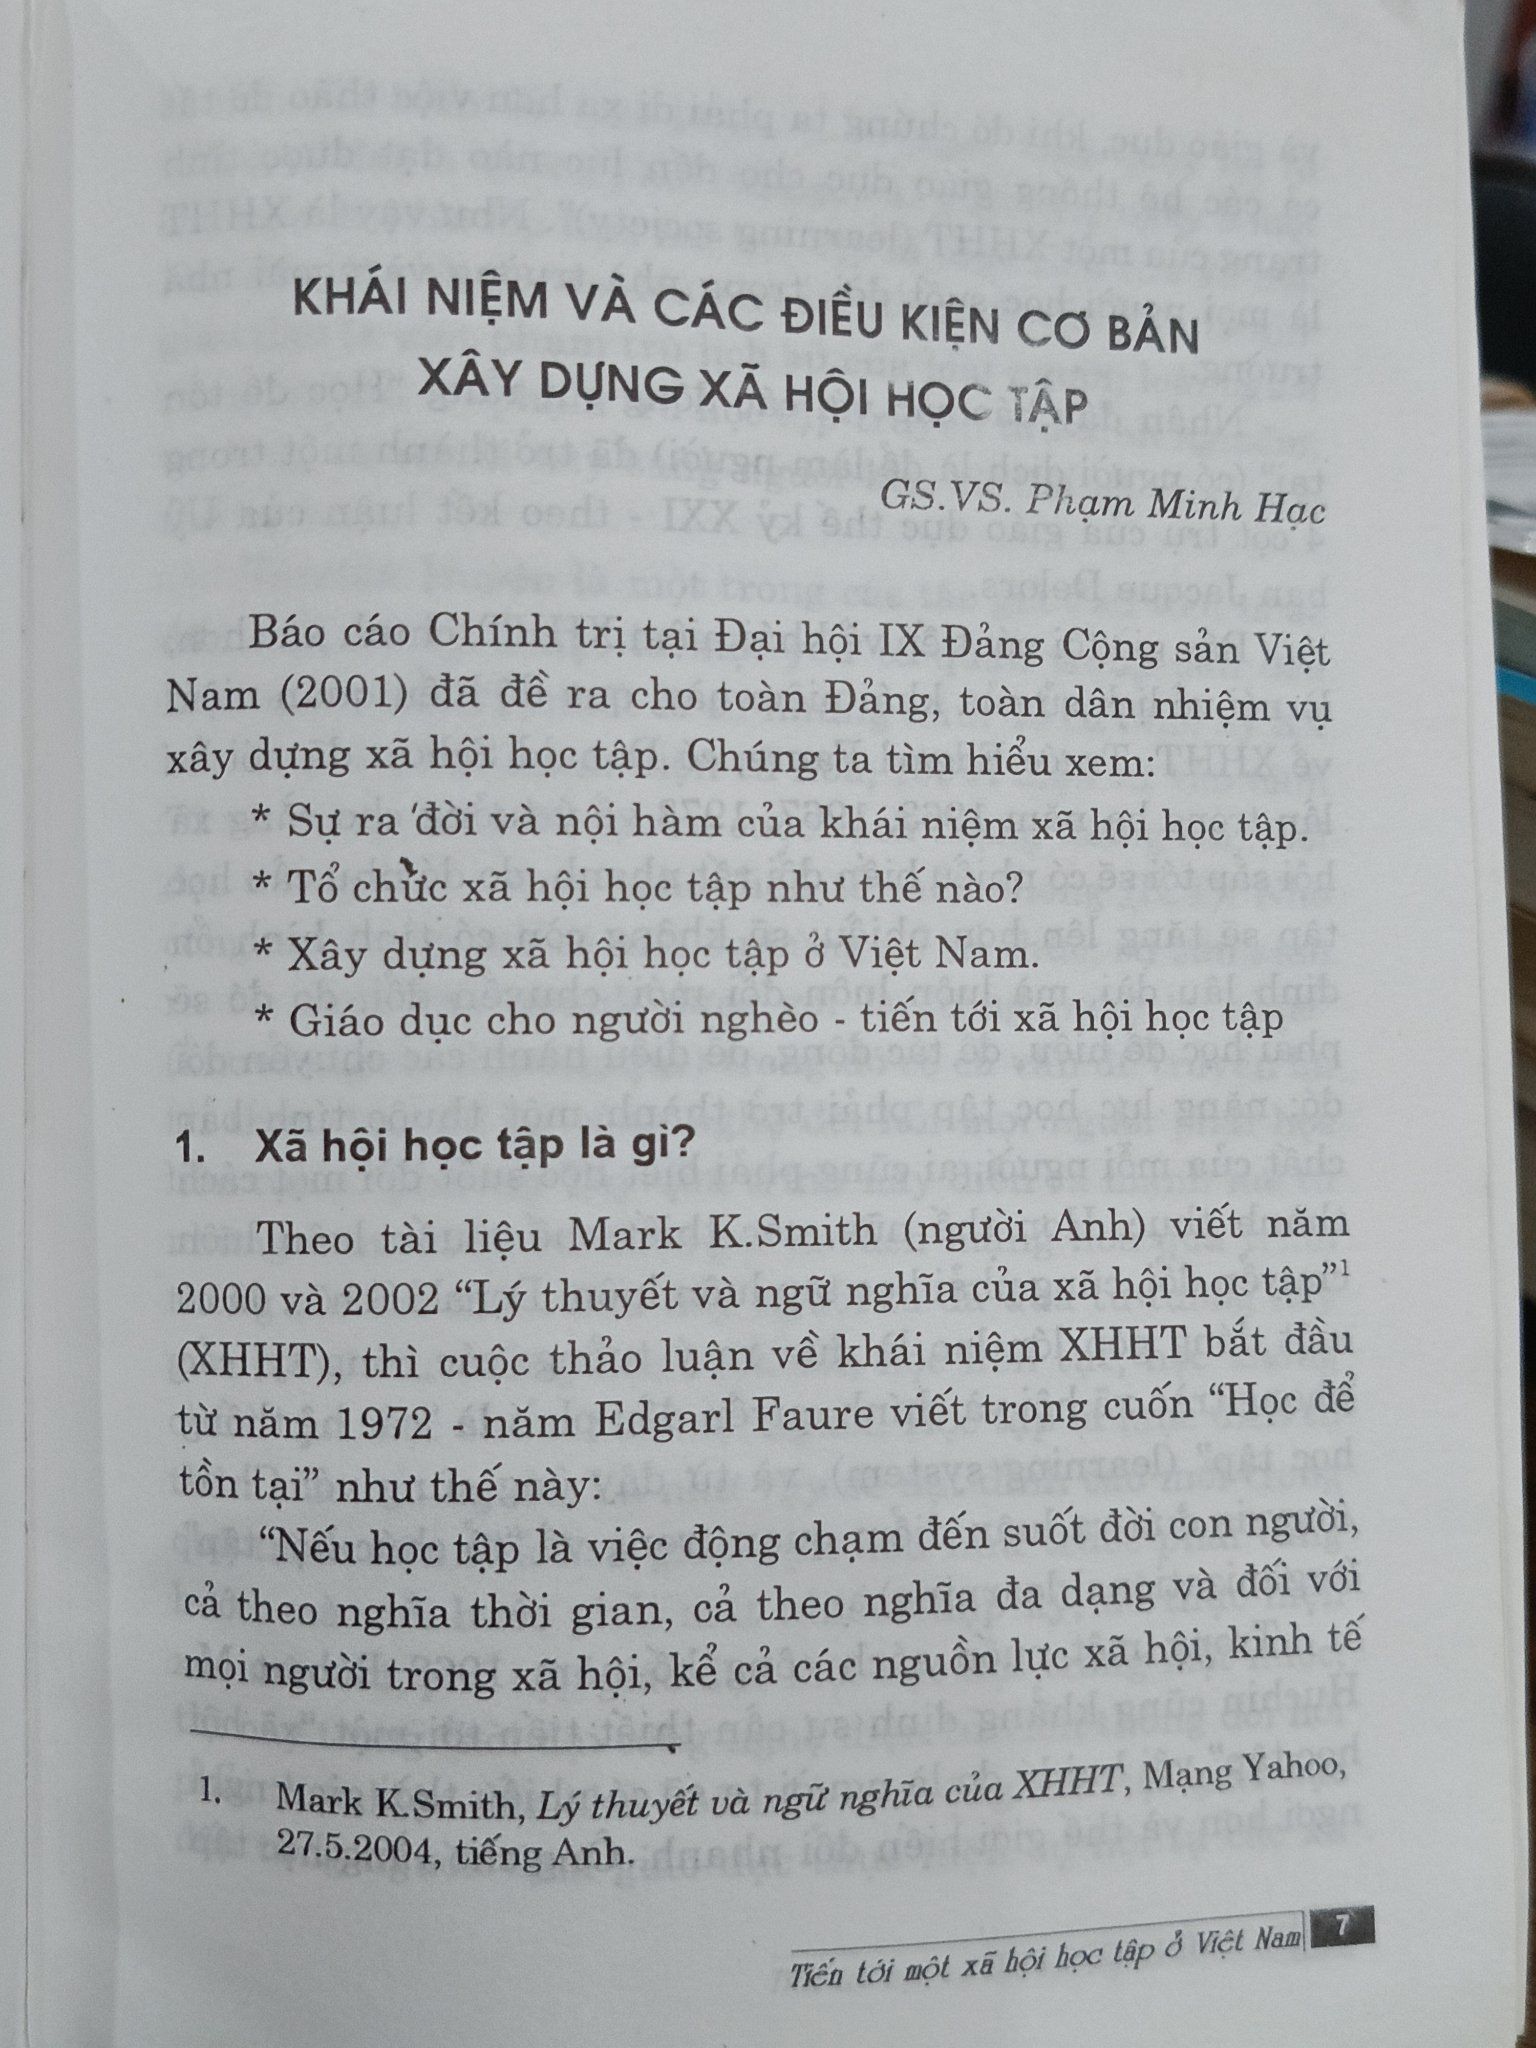 KHÁI NIỆM VÀ CÁC ĐIỀU KIỆN CƠ BẢN
XÂY DỰNG XÃ HỘI HỌC TẬP
GS.VS. Phạm Minh Hạc
Báo cáo Chính trị tại Đại hội IX Đảng Cộng sản Việt
Nam (2001) đã đề ra cho toàn Đảng, toàn dân nhiệm vụ
xây dựng xã hội học tập. Chúng ta tìm hiểu xem:
* Sự ra đời và nội hàm của khái niệm xã hội học tập.
* Tổ chức xã hội học tập như thế nào?
* Xây dựng xã hội học tập ở Việt Nam.
* Giáo dục cho người nghèo - tiến tới xã hội học tập
1. Xã hội học tập là gì?
Theo tài liệu Mark K.Smith (người Anh) viết năm
2000 và 2002 “Lý thuyết và ngữ nghĩa của xã hội học tập”1
(XHHT), thì cuộc thảo luận về khái niệm XHHT bắt đầu
từ năm 1972 - năm Edgarl Faure viết trong cuốn “Học để
tồn tại” như thế này:
“Nếu học tập là việc động chạm đến suốt đời con người,
cả theo nghĩa thời gian, cả theo nghĩa đa dạng và đối với
mọi người trong xã hội, kể cả các nguồn lực xã hội, kinh tế
1. Mark K.Smith, Lý thuyết và ngữ nghĩa của XHHT, Mạng Yahoo,
27.5.2004, tiếng Anh.
Tiến tới một xã hội học tập ở Việt Nam 7